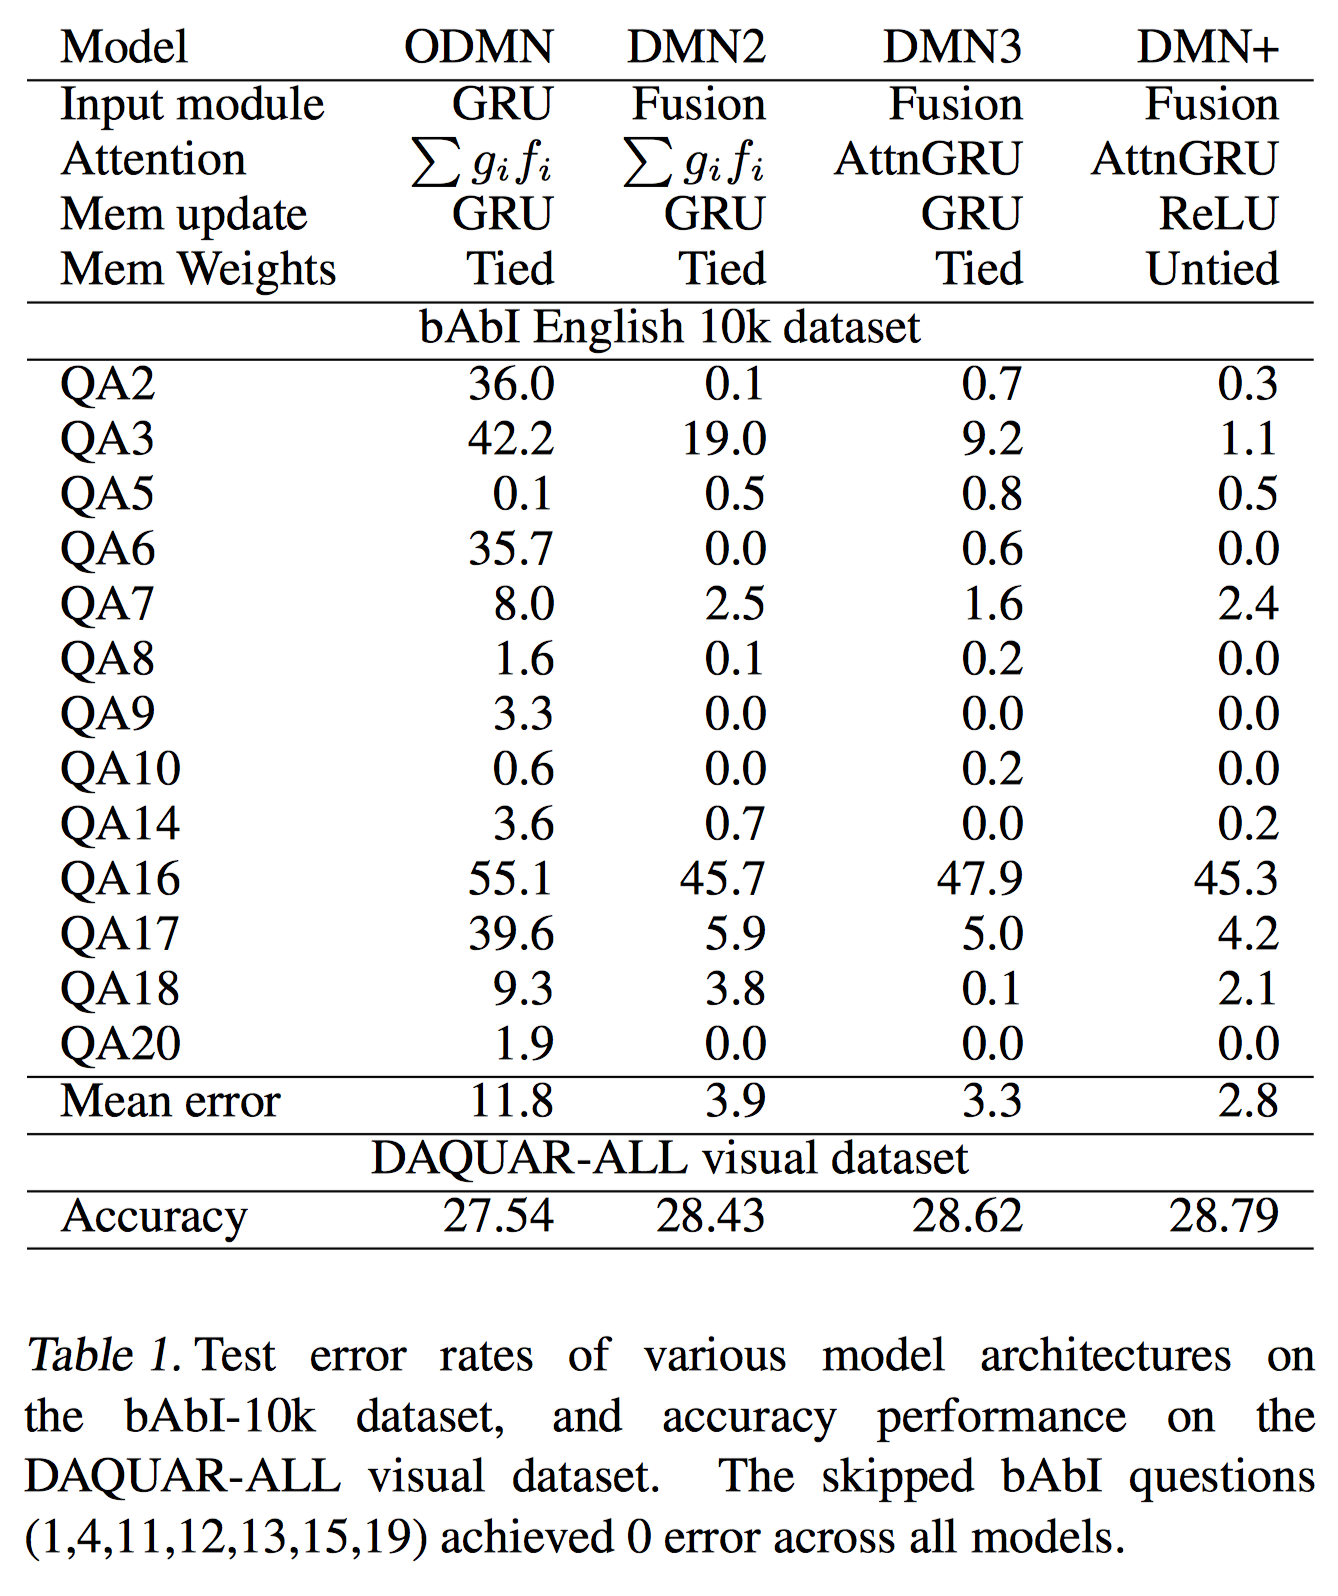 Model ODMN DMN2 DMN3 DMN+
Input module GRU Fusion Fusion Fusion
Attention ∑ gᵢfᵢ ∑ gᵢfᵢ AttnGRU AttnGRU
Mem update GRU GRU GRU ReLU
Mem Weights Tied Tied Tied Untied
bAbI English 10k dataset
QA2 36.0 0.1 0.7 0.3
QA3 42.2 19.0 9.2 1.1
QA5 0.1 0.5 0.8 0.5
QA6 35.7 0.0 0.6 0.0
QA7 8.0 2.5 1.6 2.4
QA8 1.6 0.1 0.2 0.0
QA9 3.3 0.0 0.0 0.0
QA10 0.6 0.0 0.2 0.0
QA14 3.6 0.7 0.0 0.2
QA16 55.1 45.7 47.9 45.3
QA17 39.6 5.9 5.0 4.2
QA18 9.3 3.8 0.1 2.1
QA20 1.9 0.0 0.0 0.0
Mean error 11.8 3.9 3.3 2.8
DAQUAR-ALL visual dataset
Accuracy 27.54 28.43 28.62 28.79
Table 1. Test error rates of various model architectures on
the bAbI-10k dataset, and accuracy performance on the
DAQUAR-ALL visual dataset. The skipped bAbI questions
(1,4,11,12,13,15,19) achieved 0 error across all models.